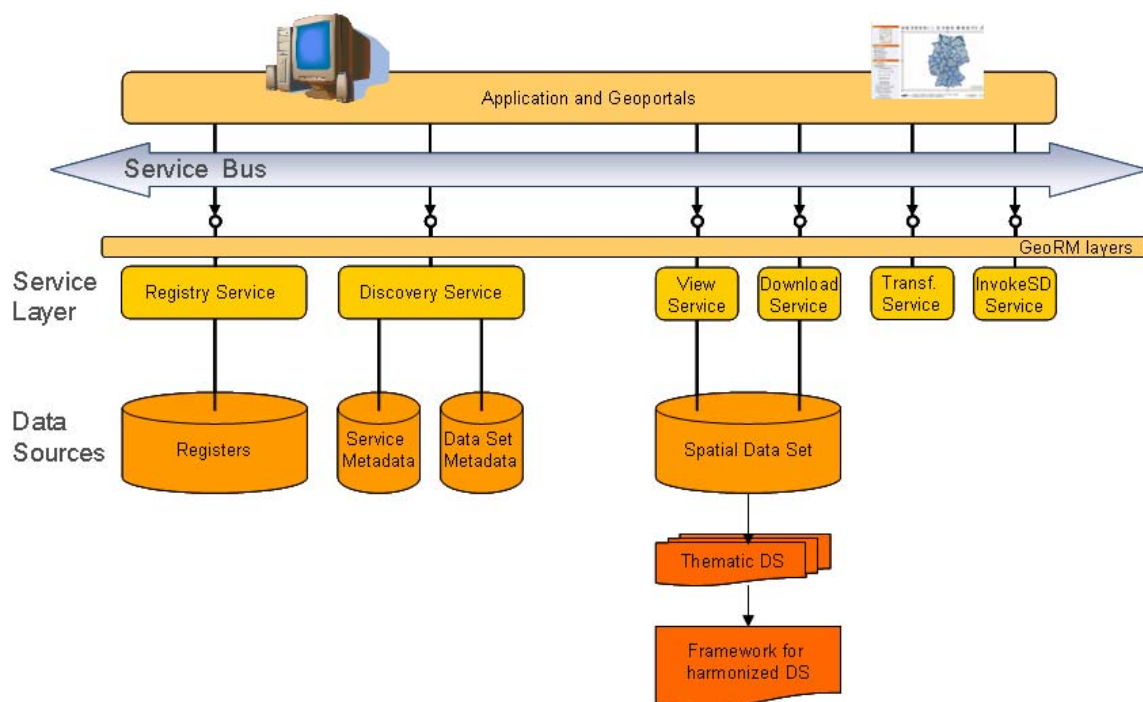 Application and Geoportals
Service Bus
GeoRM layers
Service
Layer
Registry Service
Discovery Service
View
Service
Download
Service
Transf.
Service
InvokeSD
Service
Data
Sources
Registers
Service
Metadata
Data Set
Metadata
Spatial Data Set
Thematic DS
Framework for
harmonized DS